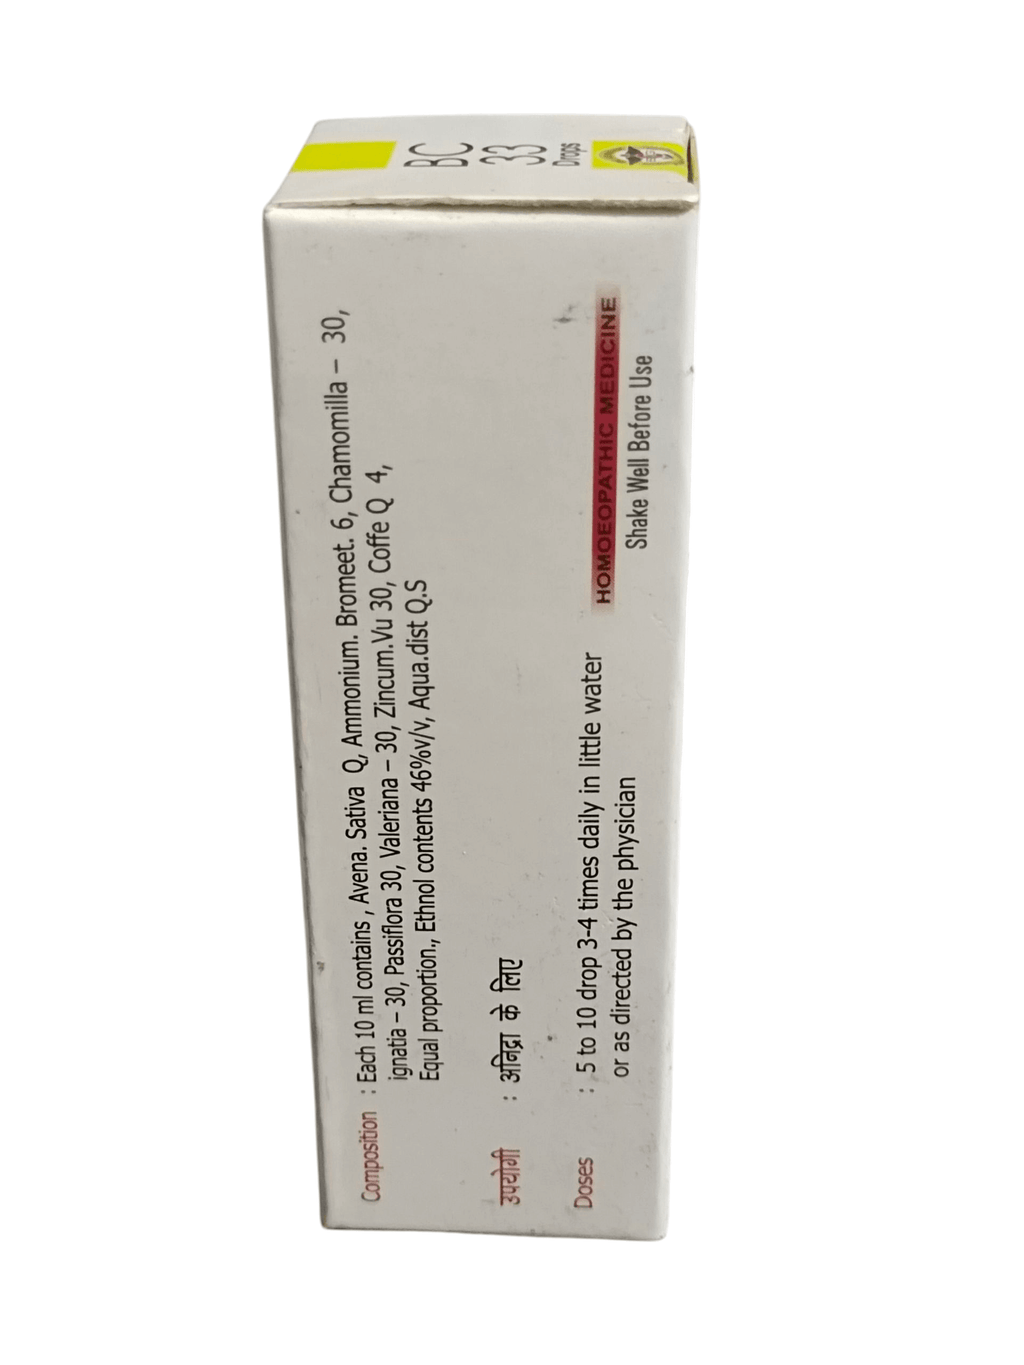 BC
33
Drops
Composition : Each 10 ml contains , Avena. Sativa Q, Ammonium. Bromeet. 6, Chamomilla – 30,
ignatia – 30, Passiflora 30, Valeriana – 30, Zincum.Vu 30, Coffe Q 4,
Equal proportion., Ethnol contents 46%v/v, Aqua.dist Q.S
उपयोगी : अनिद्रा के लिए
Doses : 5 to 10 drop 3-4 times daily in little water
or as directed by the physician
HOMOEOPATHIC MEDICINE
Shake Well Before Use